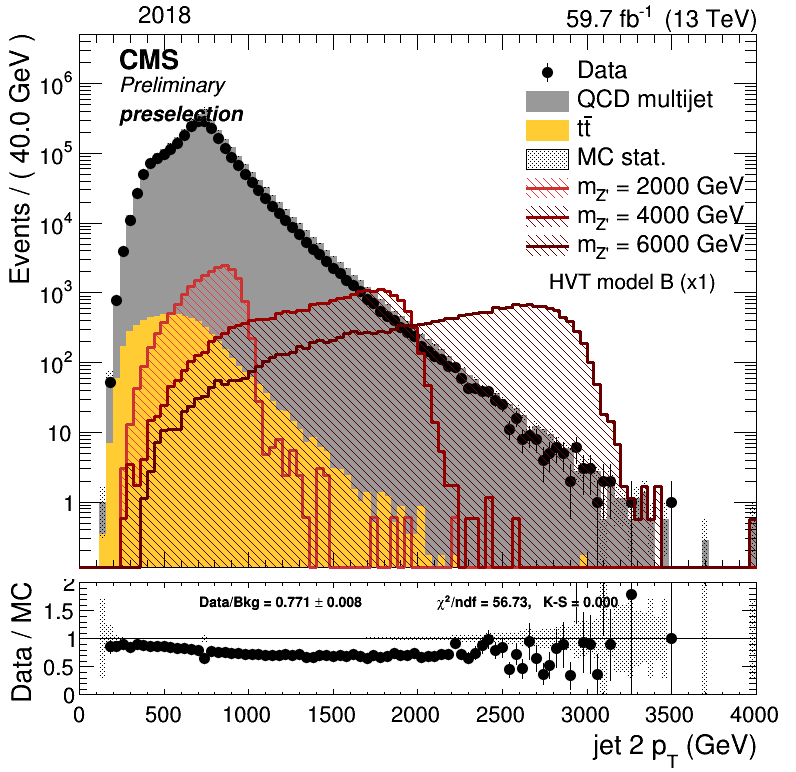 2018 59.7 fb⁻¹ (13 TeV)
Events / ( 40.0 GeV )
CMS
Preliminary
preselection
Data
QCD multijet
tt̄
MC stat.
m_Z' = 2000 GeV
m_Z' = 4000 GeV
m_Z' = 6000 GeV
HVT model B (x1)
10⁶
10⁵
10⁴
10³
10²
10
1
Data / MC
Data/Bkg = 0.771 ± 0.008 χ²/ndf = 56.73, K-S = 0.000
2
1.5
1
0.5
0
0 500 1000 1500 2000 2500 3000 3500 4000
jet 2 p_T (GeV)